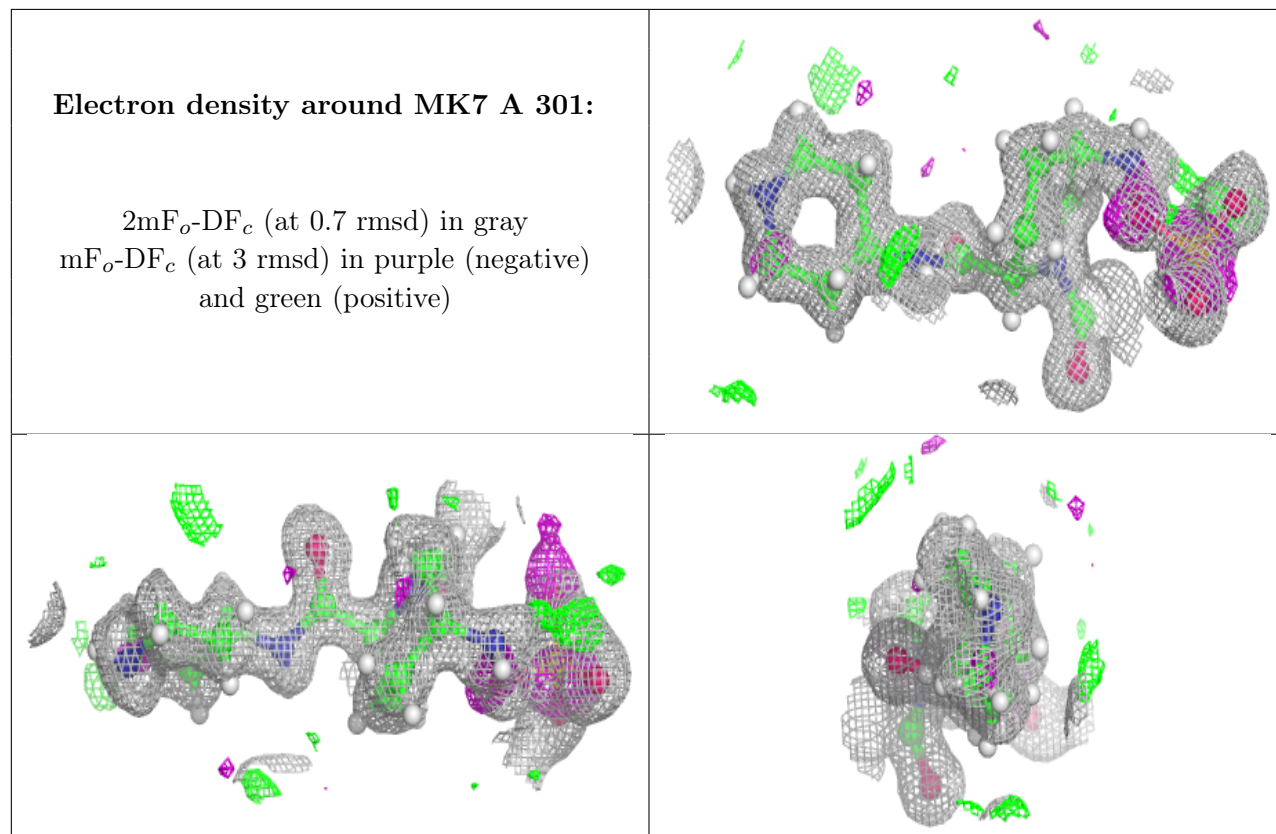 Electron density around MK7 A 301:
2mFo-DFc (at 0.7 rmsd) in gray
mFo-DFc (at 3 rmsd) in purple (negative)
and green (positive)